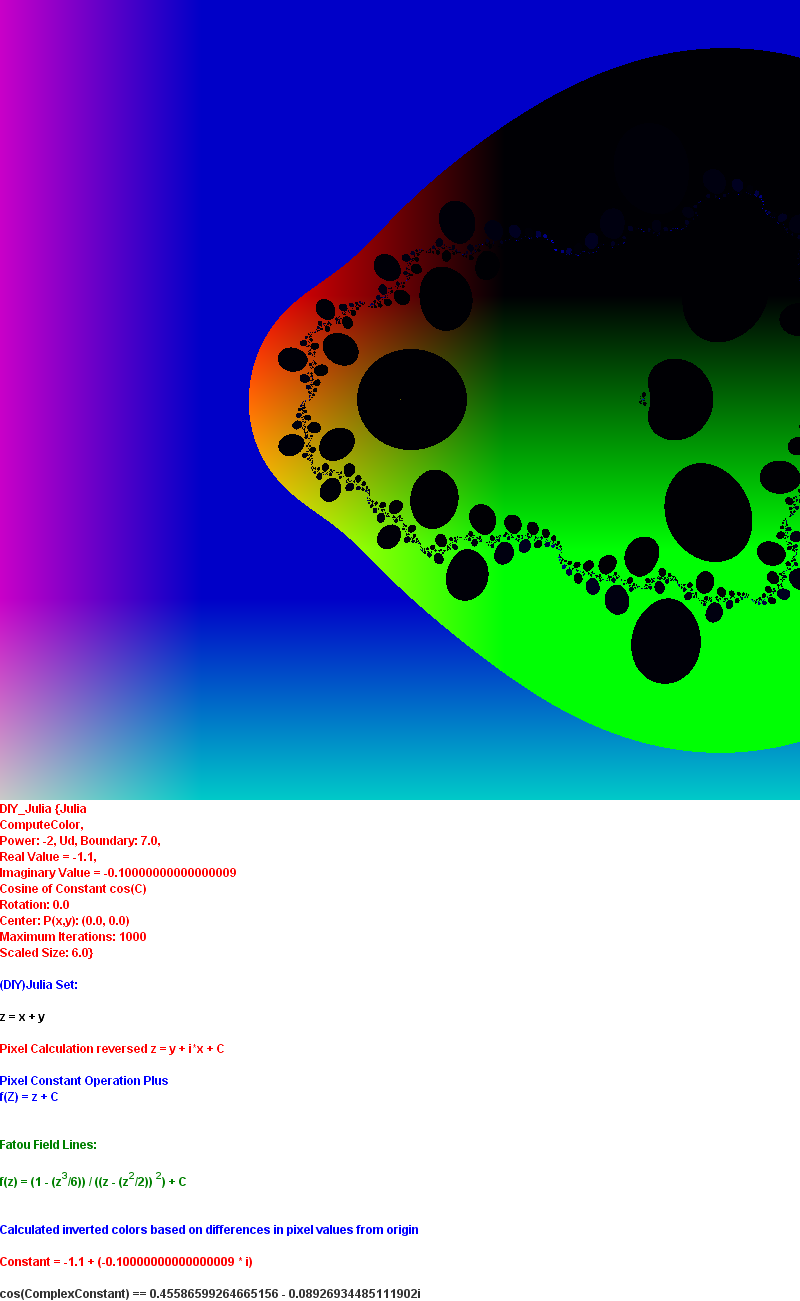 DIY_Julia {Julia
ComputeColor,
Power: -2, Ud, Boundary: 7.0,
Real Value = -1.1,
Imaginary Value = -0.10000000000000009
Cosine of Constant cos(C)
Rotation: 0.0
Center: P(x,y): (0.0, 0.0)
Maximum Iterations: 1000
Scaled Size: 6.0}
(DIY)Julia Set:
z = x + y
Pixel Calculation reversed z = y + i*x + C
Pixel Constant Operation Plus
f(Z) = z + C
Fatou Field Lines:
f(z) = (1 - (z³/6)) / ((z - (z²/2)) ²) + C
Calculated inverted colors based on differences in pixel values from origin
Constant = -1.1 + (-0.10000000000000009 * i)
cos(ComplexConstant) == 0.45586599264665156 - 0.08926934485111902i